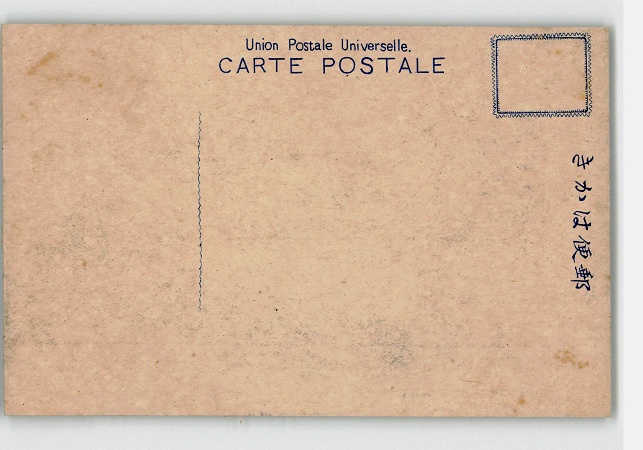 Union Postale Universelle.
CARTE POSTALE
郵便はかき